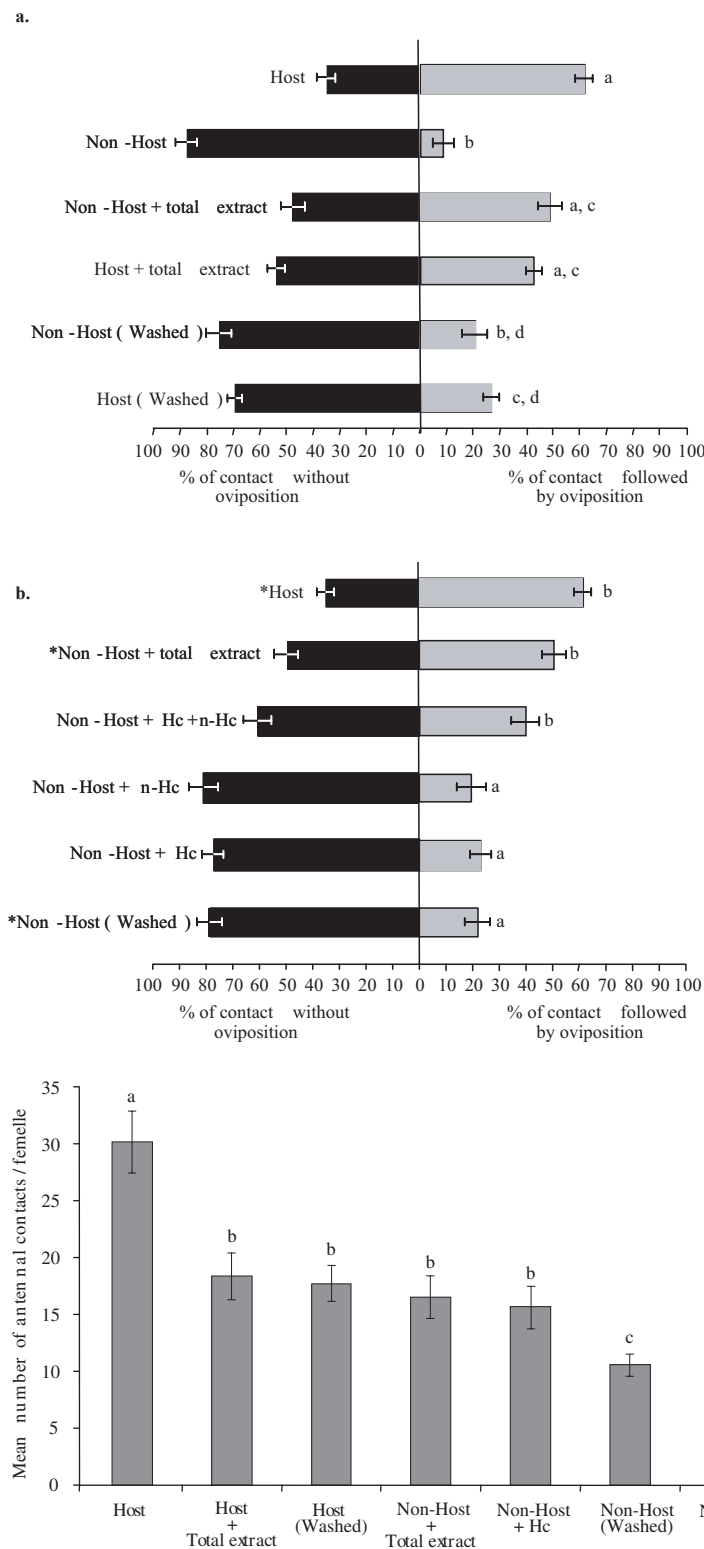 a.
Host
a
Non -Host
b
Non -Host + total extract
a, c
Host + total extract
a, c
Non -Host ( Washed )
b, d
Host ( Washed )
c, d
100 90 80 70 60 50 40 30 20 10 0 10 20 30 40 50 60 70 80 90 100
% of contact without
oviposition
% of contact followed
by oviposition
b.
*Host
b
*Non -Host + total extract
b
Non -Host + Hc +n-Hc
b
Non -Host + n-Hc
a
Non -Host + Hc
a
*Non -Host ( Washed )
a
100 90 80 70 60 50 40 30 20 10 0 10 20 30 40 50 60 70 80 90 100
% of contact without
oviposition
% of contact followed
by oviposition
Mean number of antennal contacts / femelle
35
30
25
20
15
10
5
0
a
b
b
b
b
c
Host
Host
+
Total extract
Host
(Washed)
Non-Host
+
Total extract
Non-Host
+ Hc
Non-Host
(Washed)
N